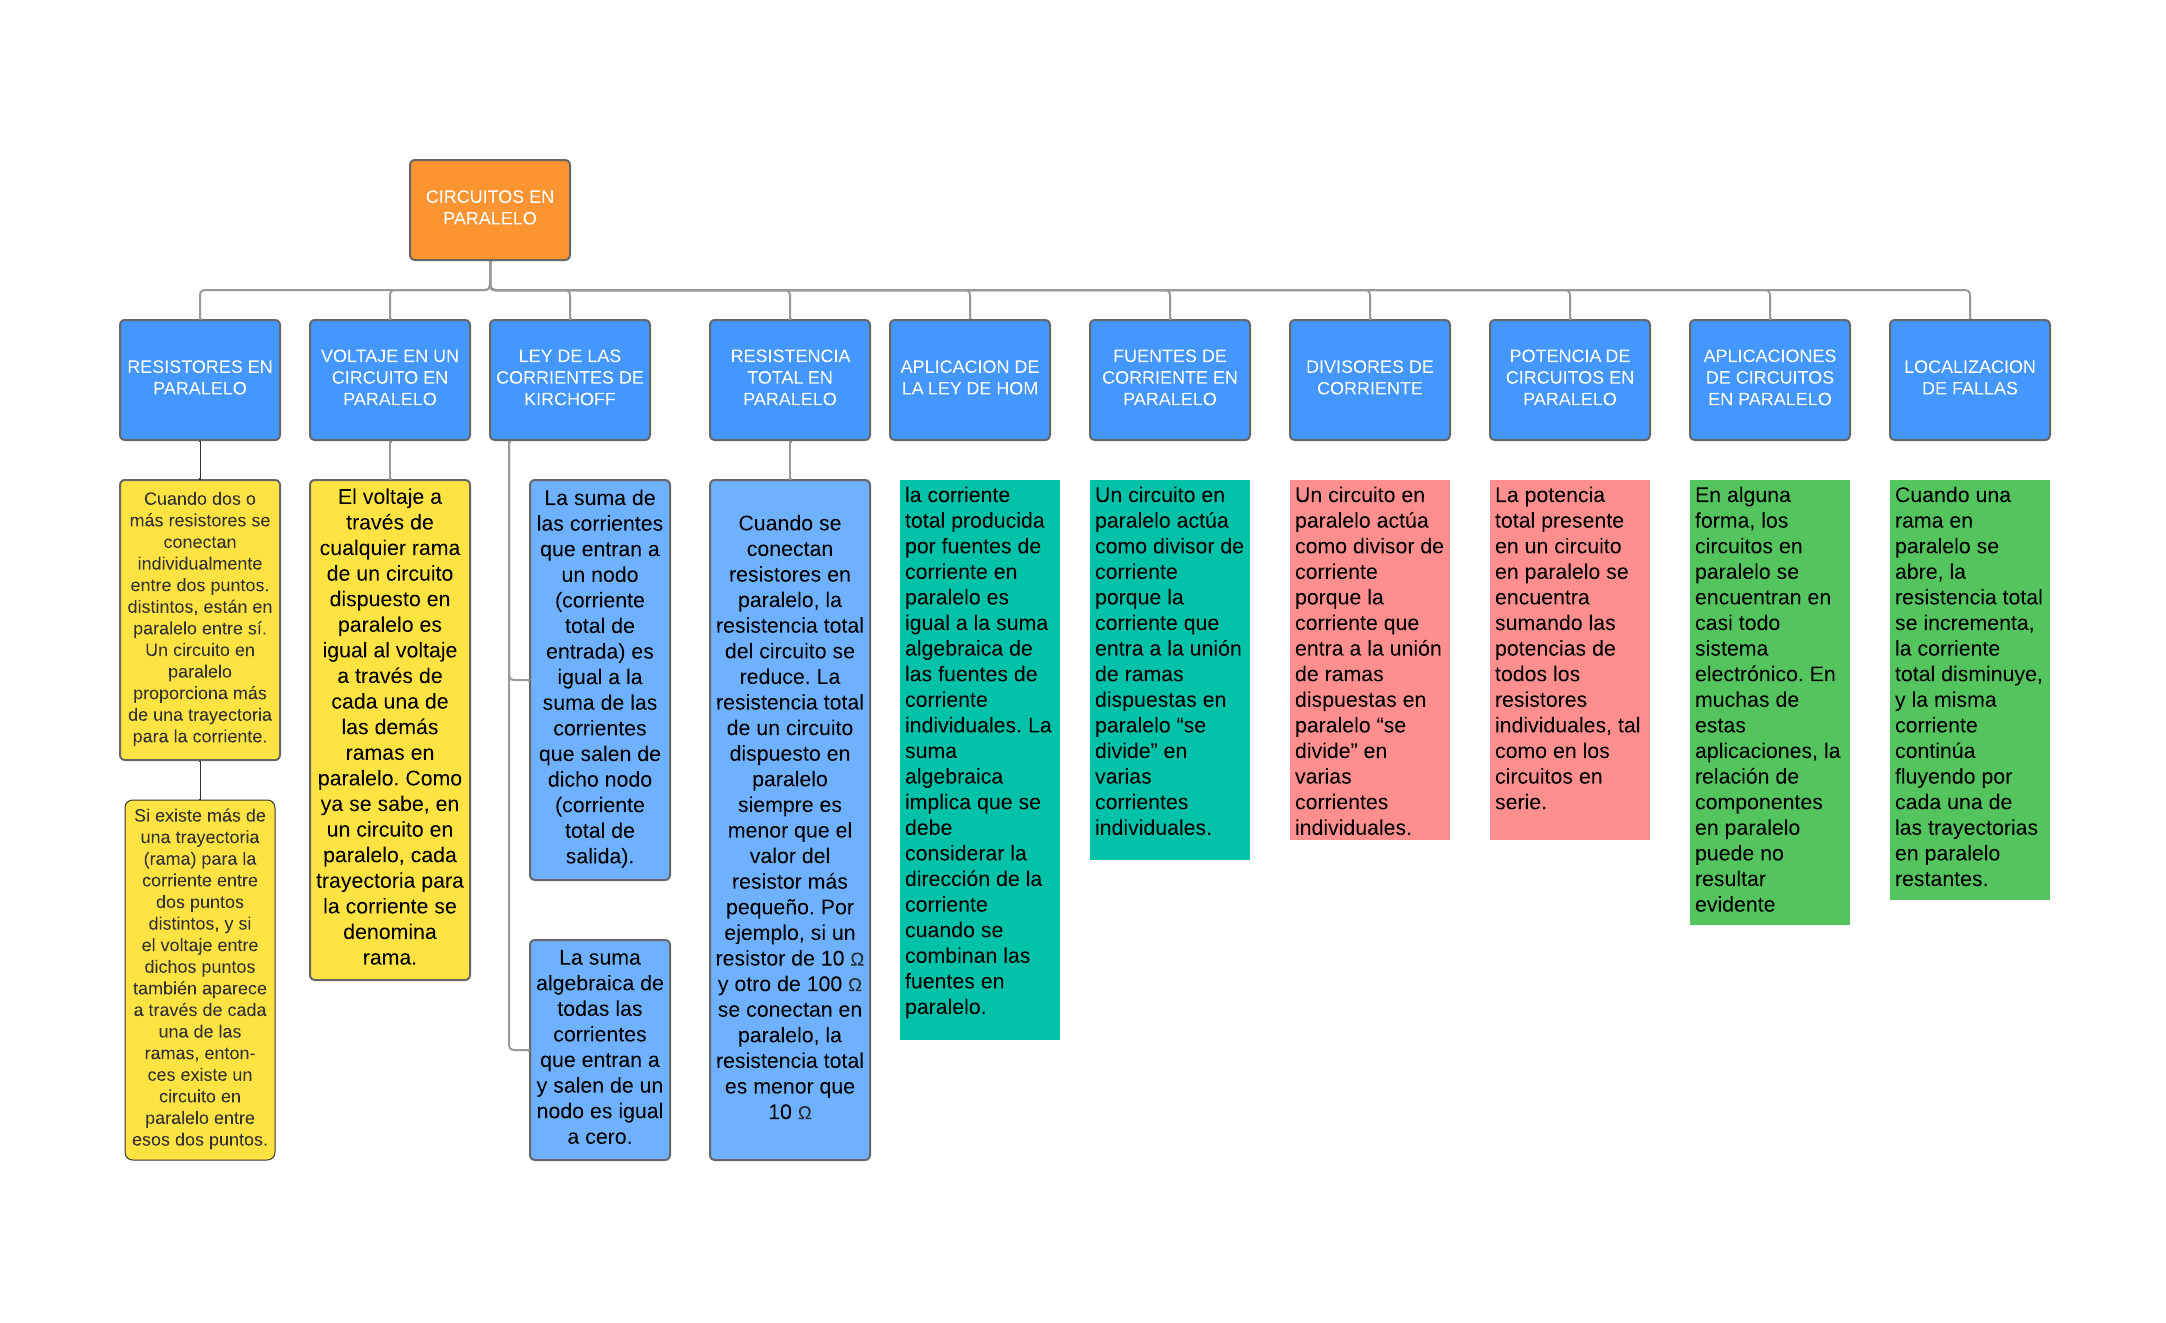 CIRCUITOS EN
PARALELO
RESISTORES EN
PARALELO
VOLTAJE EN UN
CIRCUITO EN
PARALELO
LEY DE LAS
CORRIENTES DE
KIRCHOFF
RESISTENCIA
TOTAL EN
PARALELO
APLICACION DE
LA LEY DE HOM
FUENTES DE
CORRIENTE EN
PARALELO
DIVISORES DE
CORRIENTE
POTENCIA DE
CIRCUITOS EN
PARALELO
APLICACIONES
DE CIRCUITOS
EN PARALELO
LOCALIZACION
DE FALLAS
Cuando dos o
más resistores se
conectan
individualmente
entre dos puntos.
distintos, están en
paralelo entre sí.
Un circuito en
paralelo
proporciona más
de una trayectoria
para la corriente.
Si existe más de
una trayectoria
(rama) para la
corriente entre
dos puntos
distintos, y si
el voltaje entre
dichos puntos
también aparece
a través de cada
una de las
ramas, enton-
ces existe un
circuito en
paralelo entre
esos dos puntos.
El voltaje a
través de
cualquier rama
de un circuito
dispuesto en
paralelo es
igual al voltaje
a través de
cada una de
las demás
ramas en
paralelo. Como
ya se sabe, en
un circuito en
paralelo, cada
trayectoria para
la corriente se
denomina
rama.
La suma de
las corrientes
que entran a
un nodo
(corriente
total de
entrada) es
igual a la
suma de las
corrientes
que salen de
dicho nodo
(corriente
total de
salida).
La suma
algebraica de
todas las
corrientes
que entran a
y salen de un
nodo es igual
a cero.
Cuando se
conectan
resistores en
paralelo, la
resistencia total
del circuito se
reduce. La
resistencia total
de un circuito
dispuesto en
paralelo
siempre es
menor que el
valor del
resistor más
pequeño. Por
ejemplo, si un
resistor de 10 Ω
y otro de 100 Ω
se conectan en
paralelo, la
resistencia total
es menor que
10 Ω
la corriente
total producida
por fuentes de
corriente en
paralelo es
igual a la suma
algebraica de
las fuentes de
corriente
individuales. La
suma
algebraica
implica que se
debe
considerar la
dirección de la
corriente
cuando se
combinan las
fuentes en
paralelo.
Un circuito en
paralelo actúa
como divisor de
corriente
porque la
corriente que
entra a la unión
de ramas
dispuestas en
paralelo “se
divide” en
varias
corrientes
individuales.
Un circuito en
paralelo actúa
como divisor de
corriente
porque la
corriente que
entra a la unión
de ramas
dispuestas en
paralelo “se
divide” en
varias
corrientes
individuales.
La potencia
total presente
en un circuito
en paralelo se
encuentra
sumando las
potencias de
todos los
resistores
individuales, tal
como en los
circuitos en
serie.
En alguna
forma, los
circuitos en
paralelo se
encuentran en
casi todo
sistema
electrónico. En
muchas de
estas
aplicaciones, la
relación de
componentes
en paralelo
puede no
resultar
evidente
Cuando una
rama en
paralelo se
abre, la
resistencia total
se incrementa,
la corriente
total disminuye,
y la misma
corriente
continúa
fluyendo por
cada una de
las trayectorias
en paralelo
restantes.